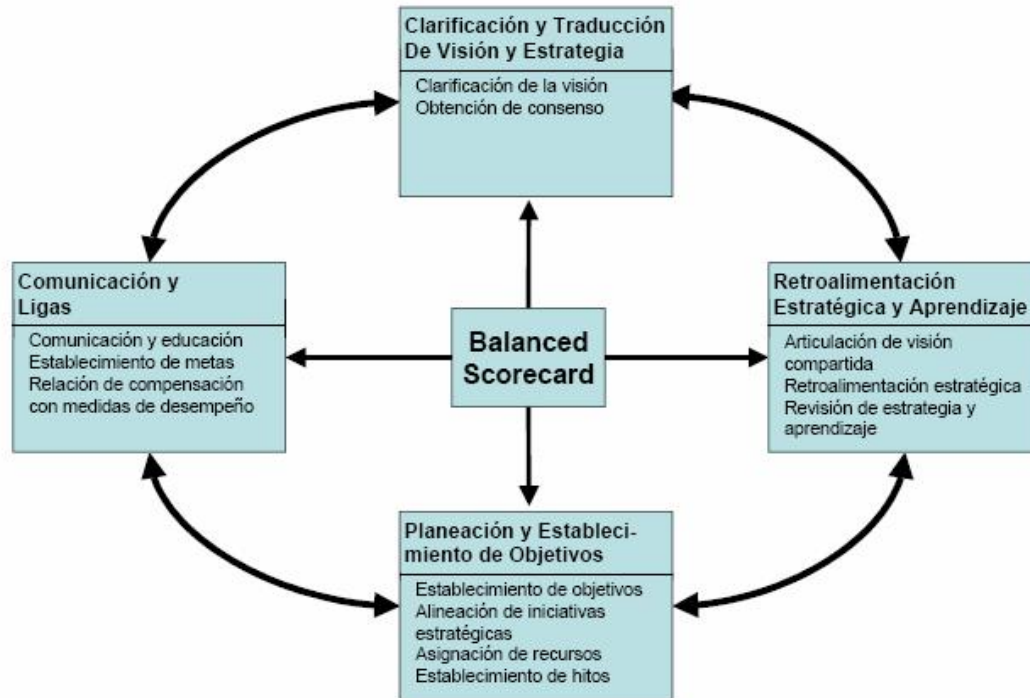 Clarificación y Traducción
De Visión y Estrategia
Clarificación de la visión
Obtención de consenso
Comunicación y
Ligas
Comunicación y educación
Establecimiento de metas
Relación de compensación
con medidas de desempeño
Balanced
Scorecard
Retroalimentación
Estratégica y Aprendizaje
Articulación de visión
compartida
Retroalimentación estratégica
Revisión de estrategia y
aprendizaje
Planeación y Estableci-
miento de Objetivos
Establecimiento de objetivos
Alineación de iniciativas
estratégicas
Asignación de recursos
Establecimiento de hitos